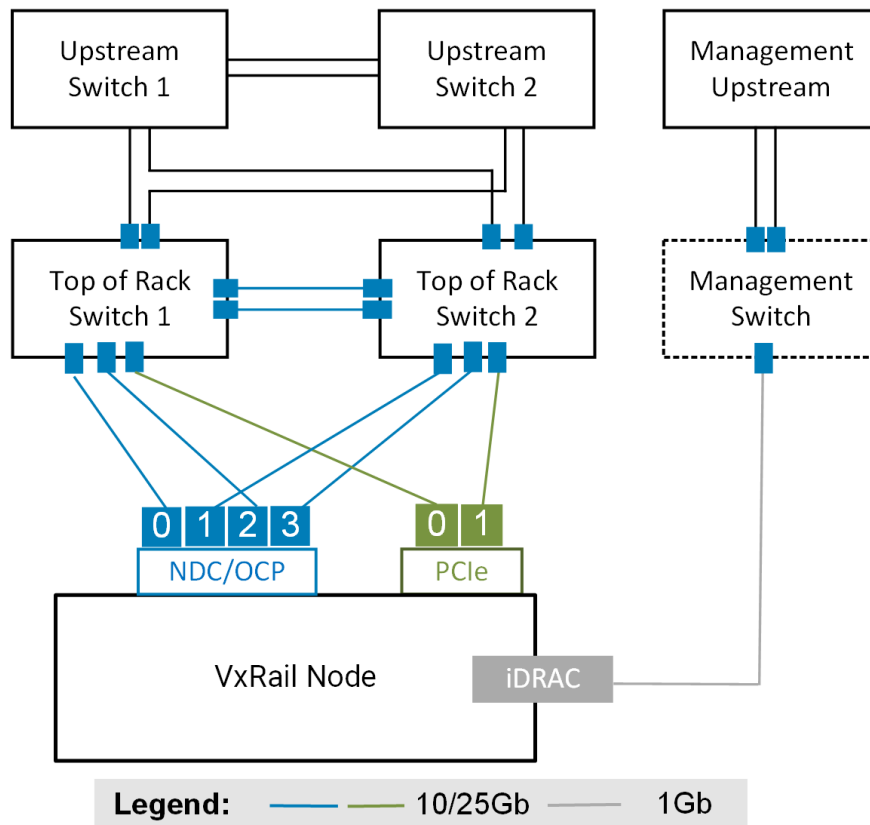 Upstream
Switch 1
Upstream
Switch 2
Management
Upstream
Top of Rack
Switch 1
Top of Rack
Switch 2
Management
Switch
0 1 2 3
0 1
NDC/OCP
PCIe
VxRail Node
iDRAC
Legend: 10/25Gb 1Gb